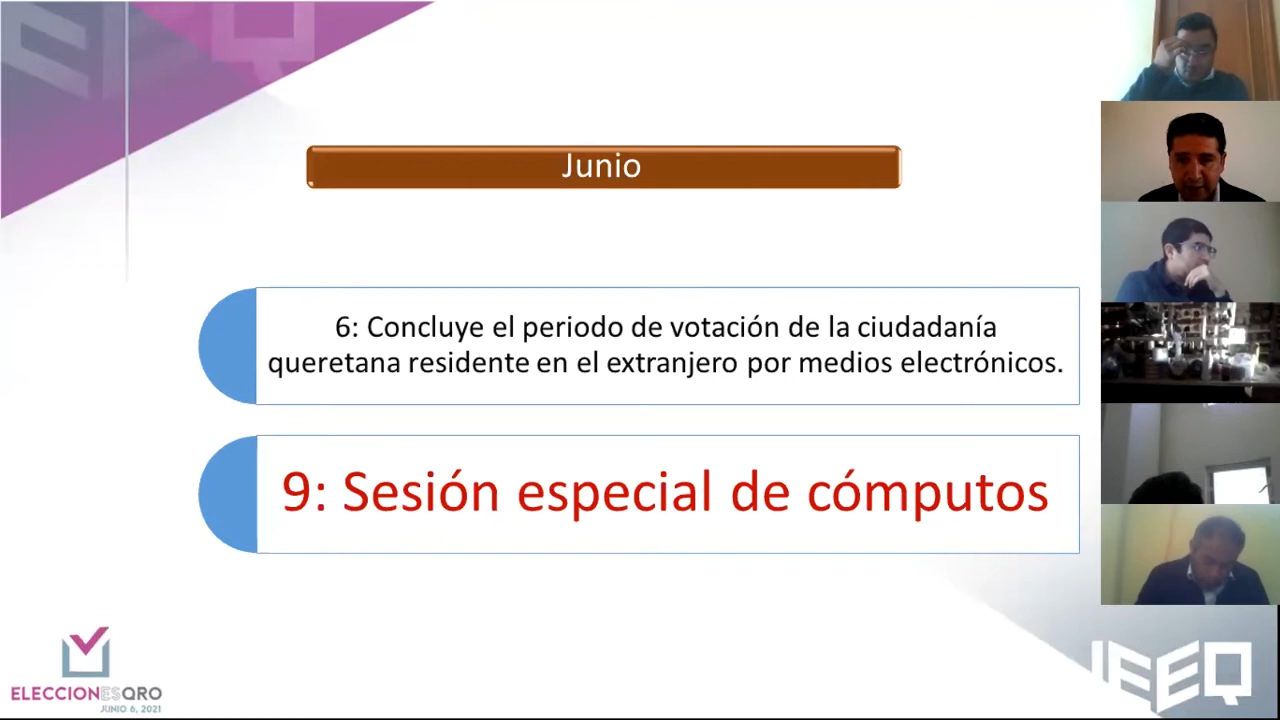 Junio
6: Concluye el periodo de votación de la ciudadanía
queretana residente en el extranjero por medios electrónicos.
9: Sesión especial de cómputos
ELECCIONESQRO
JUNIO 6, 2021
IEEQ